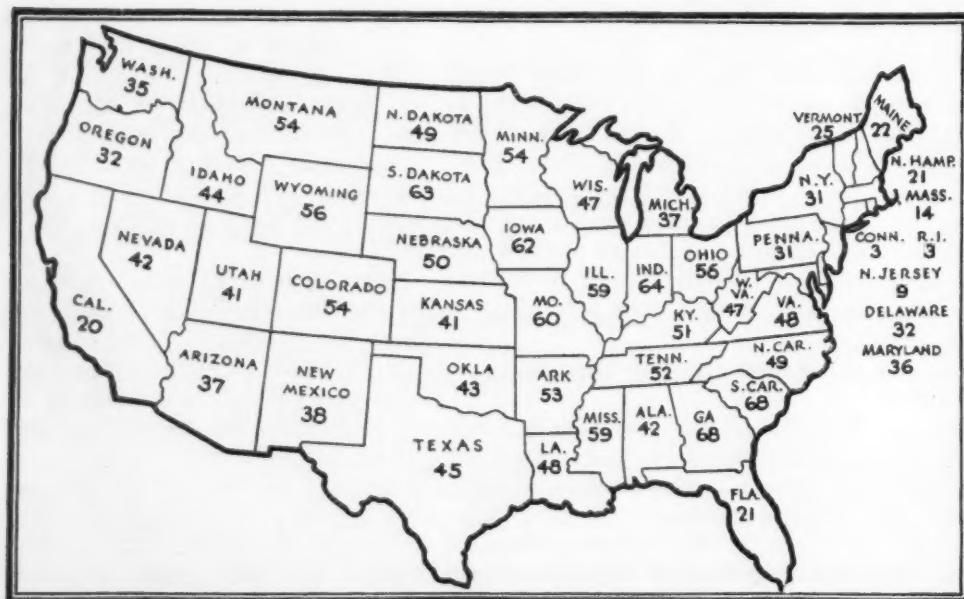 WASH.
35
OREGON
32
CAL.
20
NEVADA
42
IDAHO
44
MONTANA
54
WYOMING
56
UTAH
41
COLORADO
54
ARIZONA
37
NEW
MEXICO
38
N. DAKOTA
49
S. DAKOTA
63
NEBRASKA
50
KANSAS
41
OKLA
43
TEXAS
45
MINN.
54
IOWA
62
MO.
60
ARK
53
LA.
48
WIS.
47
ILL.
59
MICH.
37
IND.
64
OHIO
56
KY.
51
TENN.
52
MISS.
59
ALA.
42
GA
68
FLA.
21
S. CAR.
68
N. CAR.
49
VA.
48
W.
VA.
47
PENNA.
31
N.Y.
31
VERMONT
25
MAINE
22
N. HAMP.
21
MASS.
14
CONN.
3
R.I.
3
N. JERSEY
9
DELAWARE
32
MARYLAND
36